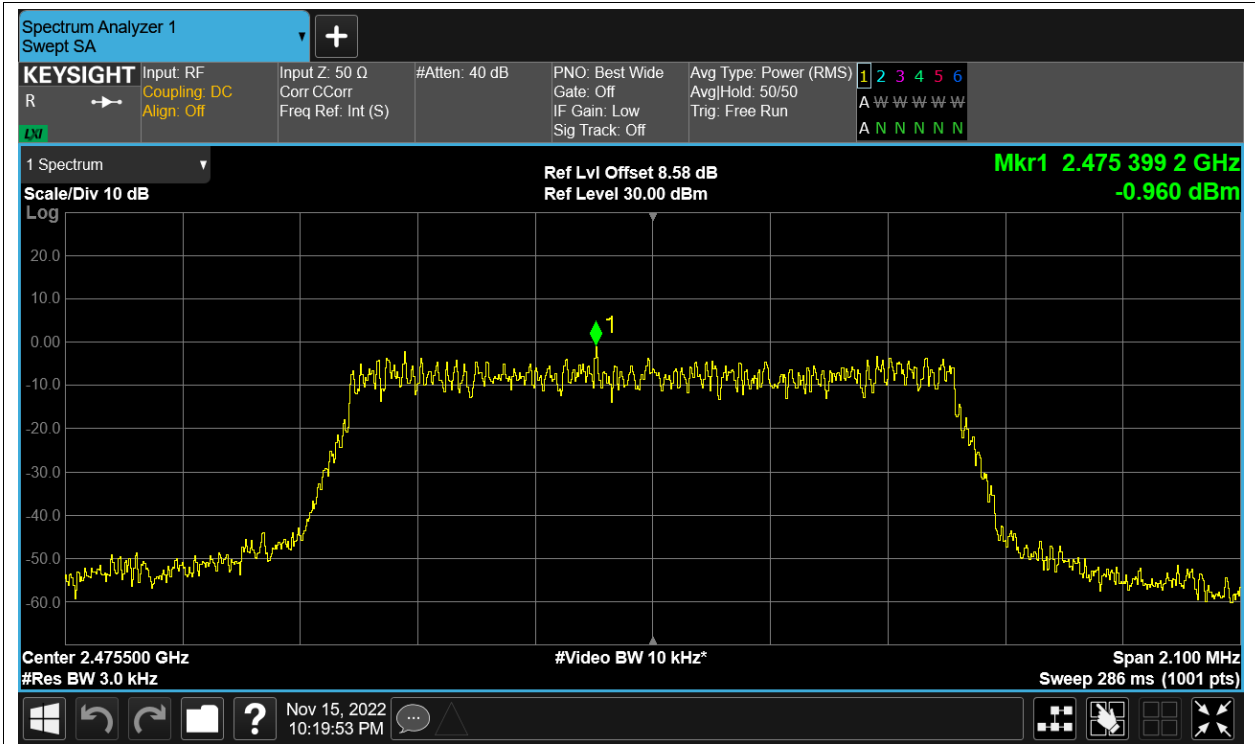 Spectrum Analyzer 1
Swept SA
KEYSIGHT
R
LXI
Input: RF
Coupling: DC
Align: Off
Input Z: 50 Ω
Corr CCorr
Freq Ref: Int (S)
#Atten: 40 dB
PNO: Best Wide
Gate: Off
IF Gain: Low
Sig Track: Off
Avg Type: Power (RMS)
Avg|Hold: 50/50
Trig: Free Run
1 2 3 4 5 6
A W W W W W
A N N N N N
1 Spectrum
Scale/Div 10 dB
Log
Ref Lvl Offset 8.58 dB
Ref Level 30.00 dBm
Mkr1 2.475 399 2 GHz
-0.960 dBm
20.0
10.0
0.00
-10.0
-20.0
-30.0
-40.0
-50.0
-60.0
1
Center 2.475500 GHz
#Res BW 3.0 kHz
#Video BW 10 kHz*
Span 2.100 MHz
Sweep 286 ms (1001 pts)
?
Nov 15, 2022
10:19:53 PM